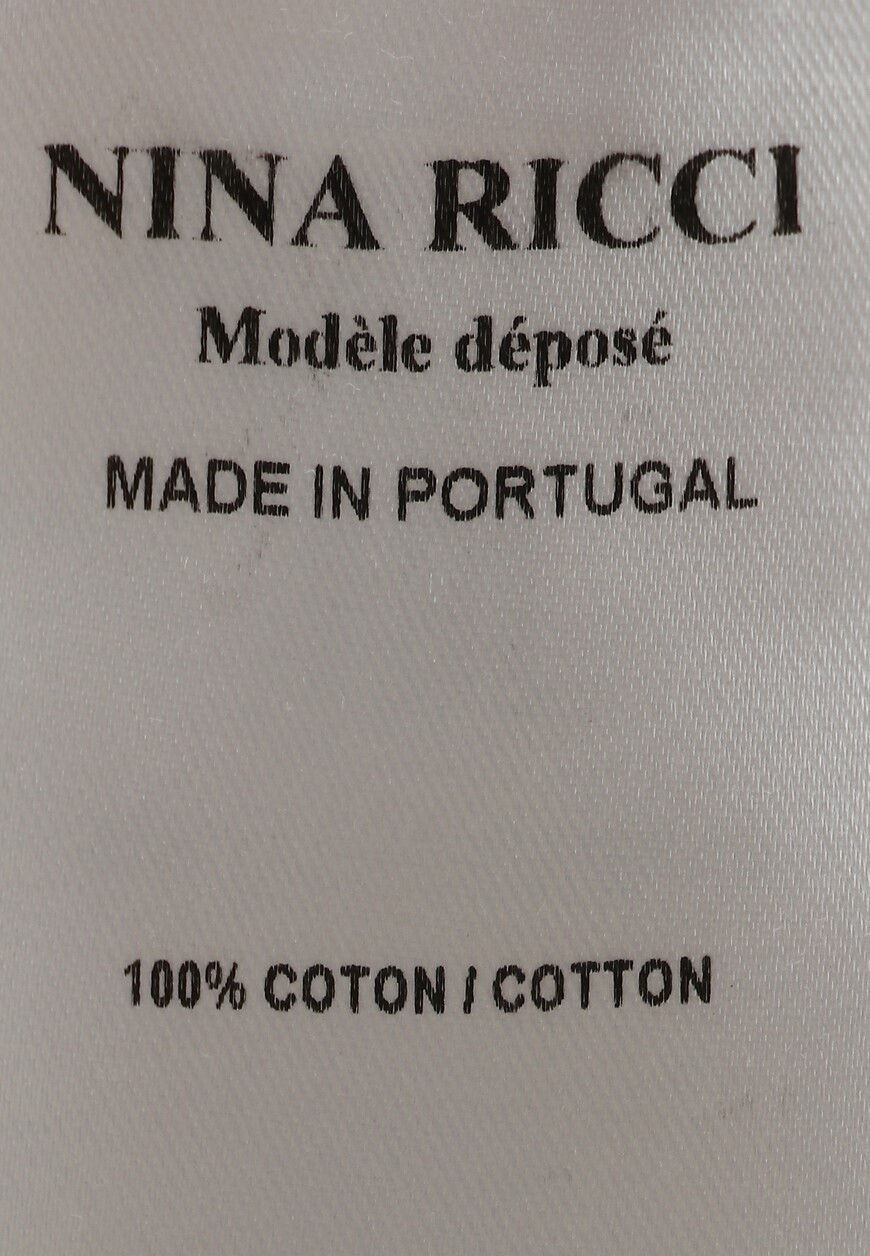 NINA RICCI
Modèle déposé
MADE IN PORTUGAL
100% COTON / COTTON